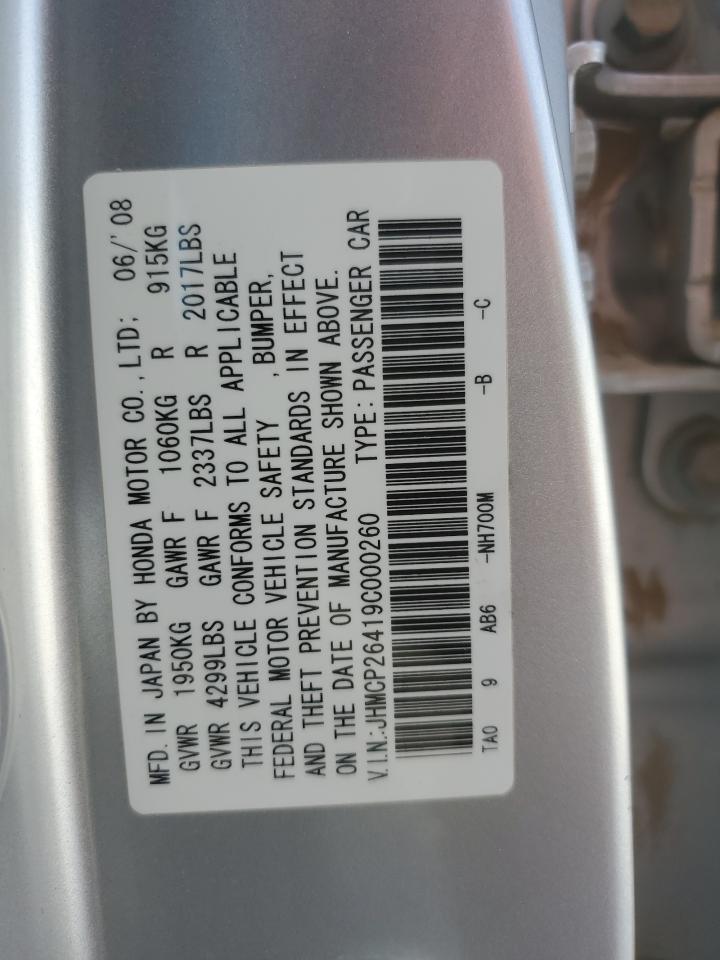 MFD. IN JAPAN BY HONDA MOTOR CO., LTD; 06/'08
GVWR 1950KG GAWR F 1060KG R 915KG
GVWR 4299LBS GAWR F 2337LBS R 2017LBS
THIS VEHICLE CONFORMS TO ALL APPLICABLE
FEDERAL MOTOR VEHICLE SAFETY , BUMPER,
AND THEFT PREVENTION STANDARDS IN EFFECT
ON THE DATE OF MANUFACTURE SHOWN ABOVE.
V.I.N.:JHMCP26419C000260 TYPE: PASSENGER CAR
TA0 9 AB6 -NH700M -B -C